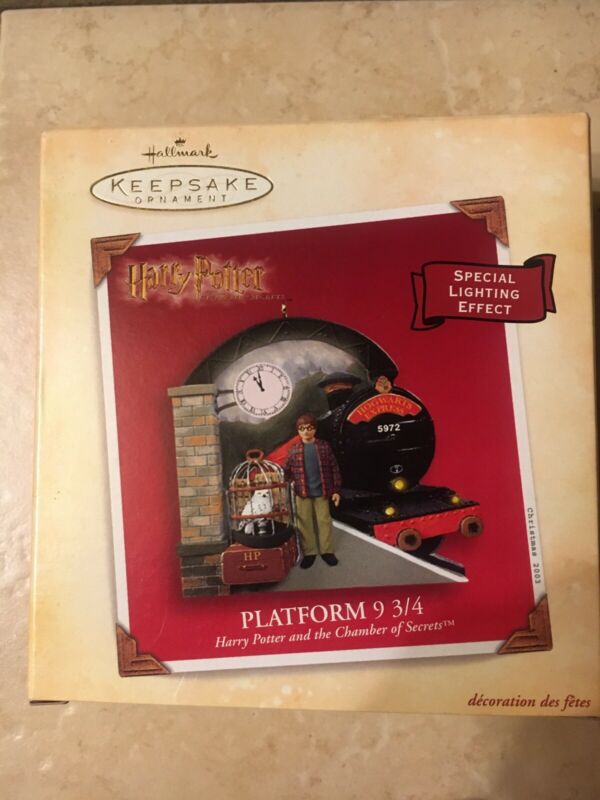 Hallmark
KEEPSAKE
ORNAMENT
Harry Potter
SECRETS
SPECIAL
LIGHTING
EFFECT
HOGWARTS
EXPRESS
5972
HP
Christmas 2003
PLATFORM 9 3/4
Harry Potter and the Chamber of Secrets™
décoration des fêtes